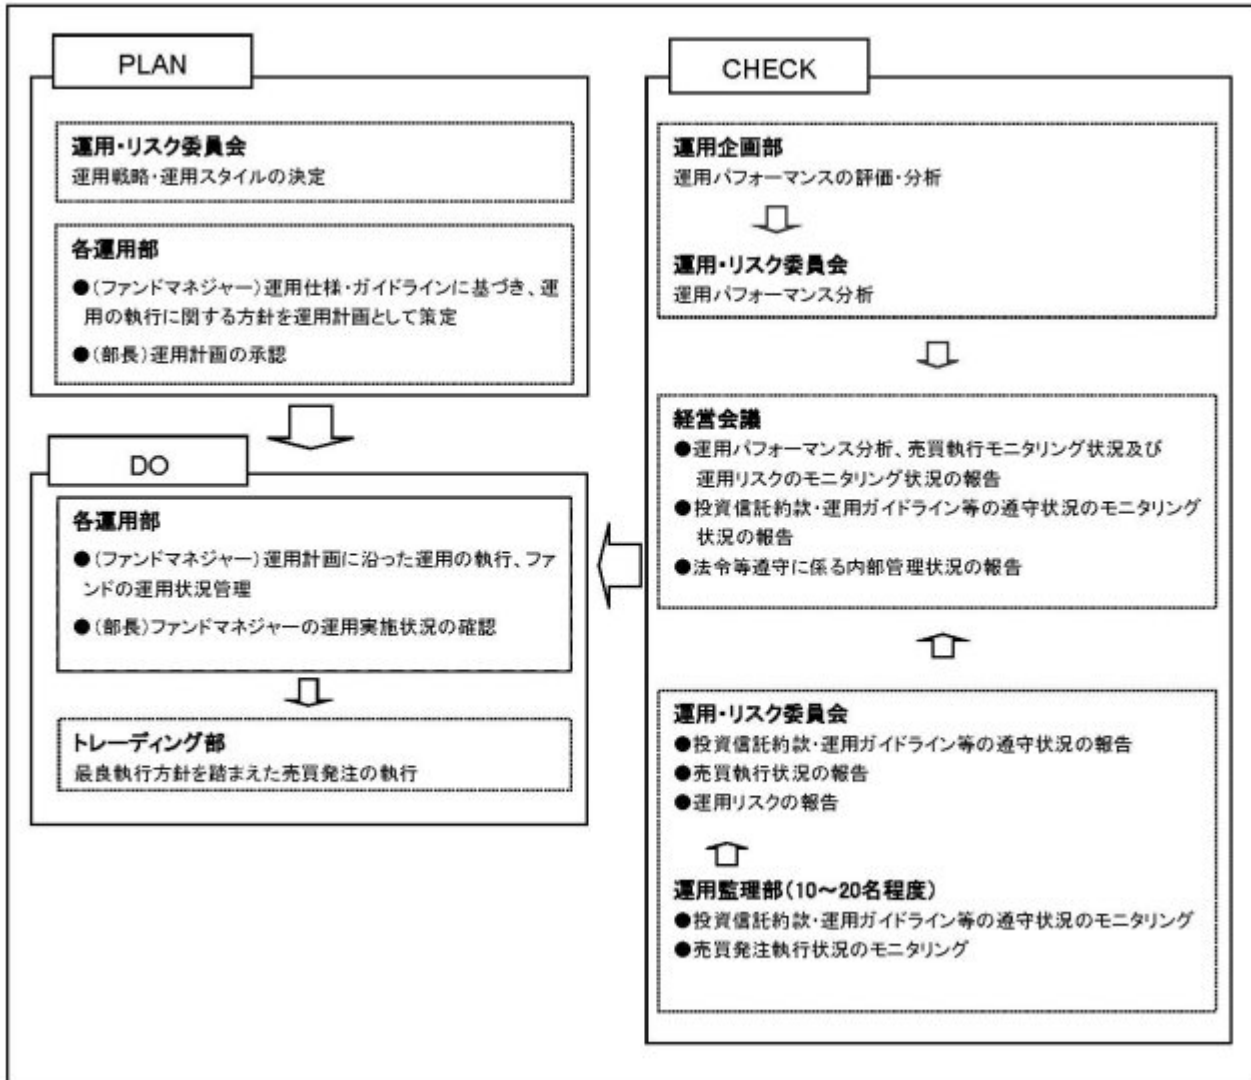 PLAN
運用・リスク委員会
運用戦略・運用スタイルの決定
各運用部
●(ファンドマネジャー)運用仕様・ガイドラインに基づき、運
用の執行に関する方針を運用計画として策定
●(部長)運用計画の承認
DO
各運用部
●(ファンドマネジャー)運用計画に沿った運用の執行、ファ
ンドの運用状況管理
●(部長)ファンドマネジャーの運用実施状況の確認
トレーディング部
最良執行方針を踏まえた売買発注の執行
CHECK
運用企画部
運用パフォーマンスの評価・分析
運用・リスク委員会
運用パフォーマンス分析
経営会議
●運用パフォーマンス分析、売買執行モニタリング状況及び
運用リスクのモニタリング状況の報告
●投資信託約款・運用ガイドライン等の遵守状況のモニタリング
状況の報告
●法令等遵守に係る内部管理状況の報告
運用・リスク委員会
●投資信託約款・運用ガイドライン等の遵守状況の報告
●売買執行状況の報告
●運用リスクの報告
運用監理部(10～20名程度)
●投資信託約款・運用ガイドライン等の遵守状況のモニタリング
●売買発注執行状況のモニタリング